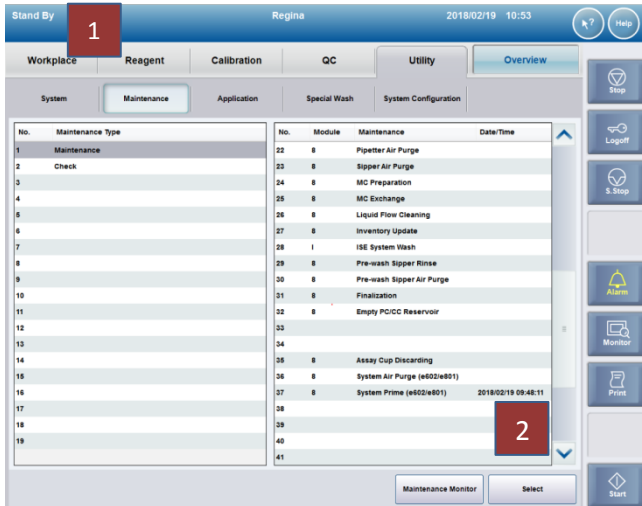 Stand By Regina 2018/02/19 10:53
1
? Help
Workplace Reagent Calibration QC Utility Overview
System Maintenance Application Special Wash System Configuration
Stop
Logoff
S.Stop
Alarm
Monitor
Print
Start
No. Maintenance Type
1 Maintenance
2 Check
3
4
5
6
7
8
9
10
11
12
13
14
15
16
17
18
19
No. Module Maintenance Date/Time
22 8 Pipetter Air Purge
23 8 Sipper Air Purge
24 8 MC Preparation
25 8 MC Exchange
26 8 Liquid Flow Cleaning
27 8 Inventory Update
28 I ISE System Wash
29 8 Pre-wash Sipper Rinse
30 8 Pre-wash Sipper Air Purge
31 8 Finalization
32 8 Empty PC/CC Reservoir
33
34
35 8 Assay Cup Discarding
36 8 System Air Purge (e602/e801)
37 8 System Prime (e602/e801) 2018/02/19 09:48:11
38
39
40
41
2
Maintenance Monitor Select